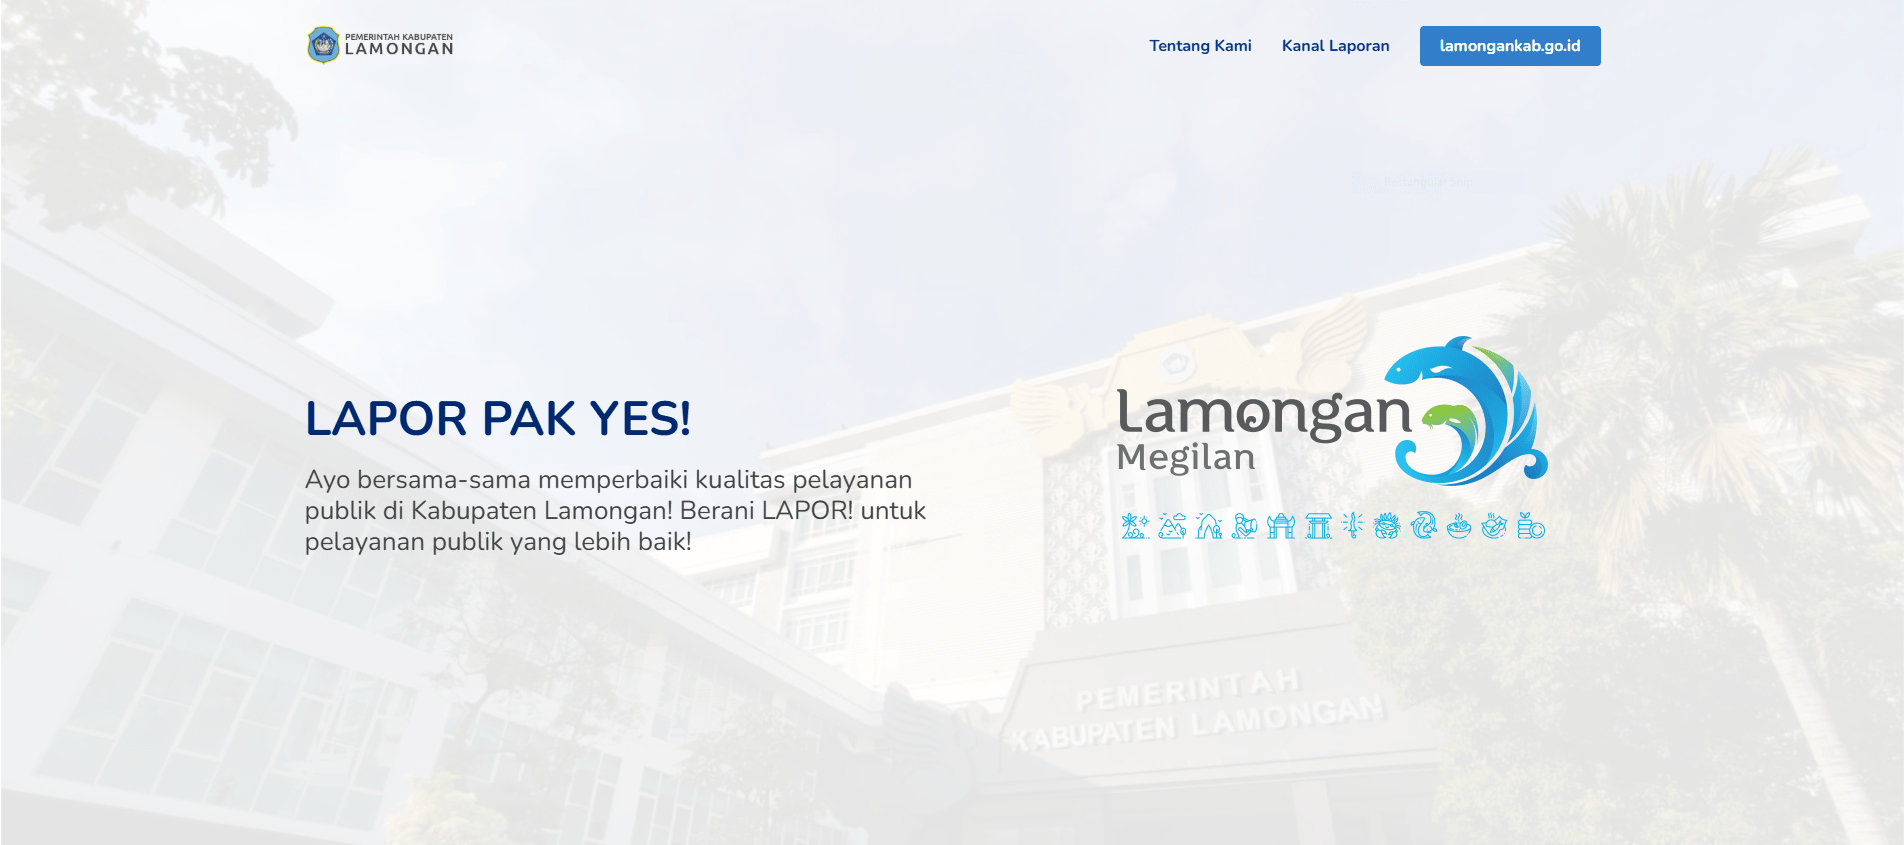 PEMERINTAH KABUPATEN
LAMONGAN
Tentang Kami
Kanal Laporan
lamongankab.go.id
LAPOR PAK YES!
Ayo bersama-sama memperbaiki kualitas pelayanan
publik di Kabupaten Lamongan! Berani LAPOR! untuk
pelayanan publik yang lebih baik!
Lamongan
Megilan
PEMERINTAH
KABUPATEN LAMONGAN